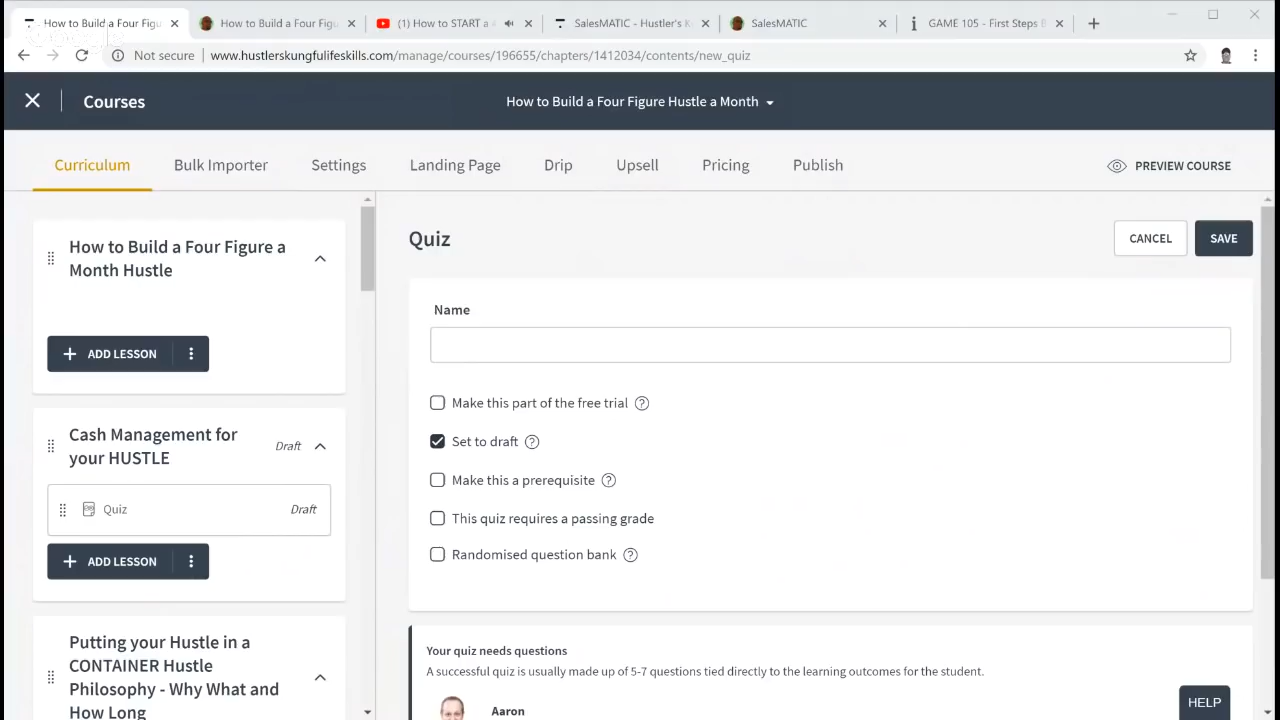 How to Build a Four Figu
How to Build a Four Figu
(1) How to START a
SalesMATIC - Hustler's K
SalesMATIC
GAME 105 - First Steps B
Not secure
www.hustlerskungfulifeskills.com/manage/courses/196655/chapters/1412034/contents/new_quiz
Courses
How to Build a Four Figure Hustle a Month
Curriculum
Bulk Importer
Settings
Landing Page
Drip
Upsell
Pricing
Publish
PREVIEW COURSE
How to Build a Four Figure a
Month Hustle
+ ADD LESSON
Cash Management for
your HUSTLE
Draft
Quiz
Draft
+ ADD LESSON
Putting your Hustle in a
CONTAINER Hustle
Philosophy - Why What and
How Long
Quiz
CANCEL
SAVE
Name
Make this part of the free trial ?
Set to draft ?
Make this a prerequisite ?
This quiz requires a passing grade
Randomised question bank ?
Your quiz needs questions
A successful quiz is usually made up of 5-7 questions tied directly to the learning outcomes for the student.
Aaron
HELP